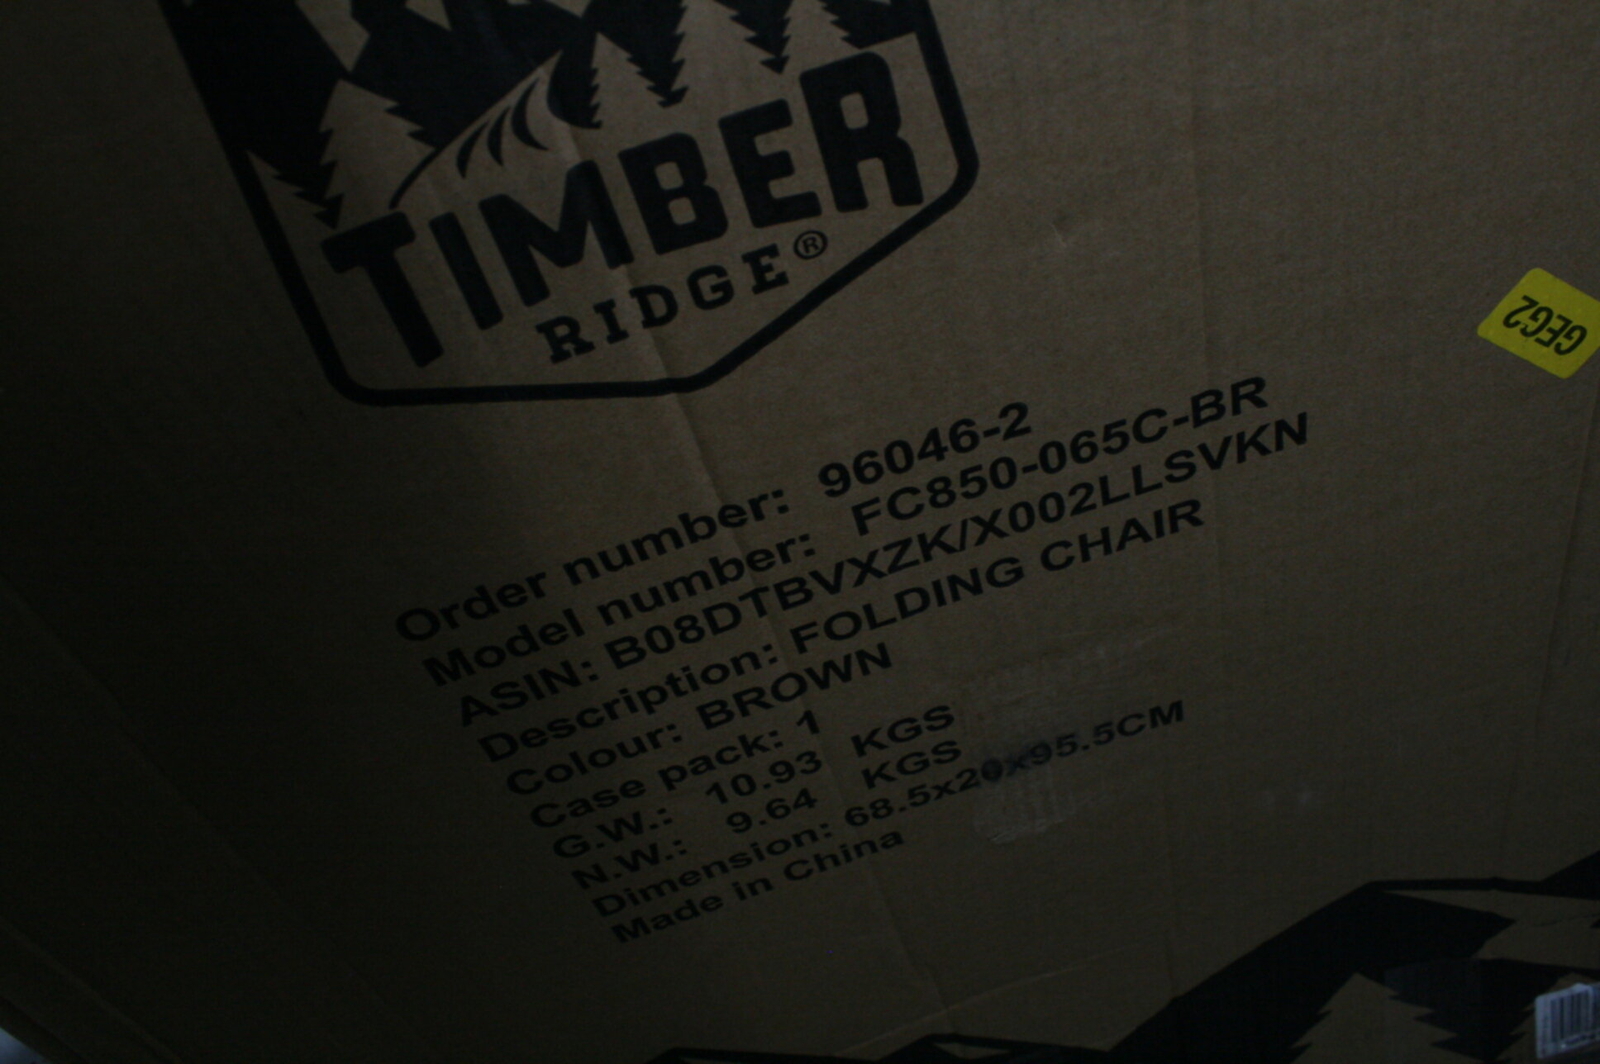 TIMBER
RIDGE®
GEG2
Order number: 96046-2
Model number: FC850-065C-BR
ASIN: B08DTBVXZK/X002LLSVKN
Description: FOLDING CHAIR
Colour: BROWN
Case pack: 1
G.W.: 10.93 KGS
N.W.: 9.64 KGS
Dimension:
Made in China